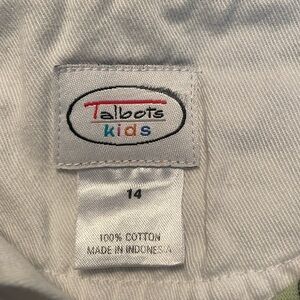 Talbots
kids
14
100% COTTON
MADE IN INDONESIA